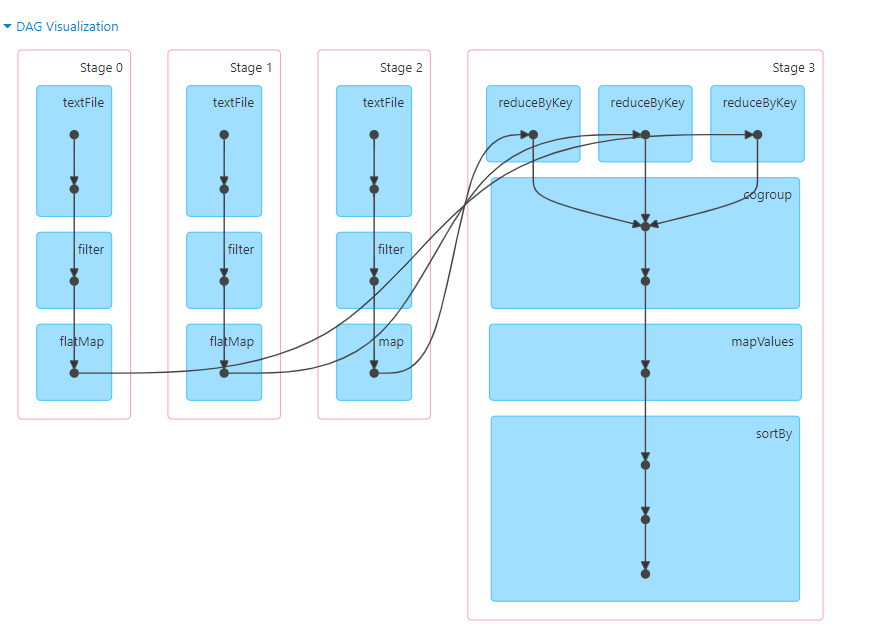 DAG Visualization
Stage 0
textFile
filter
flatMap
Stage 1
textFile
filter
flatMap
Stage 2
textFile
filter
map
Stage 3
reduceByKey
reduceByKey
reduceByKey
cogroup
mapValues
sortBy